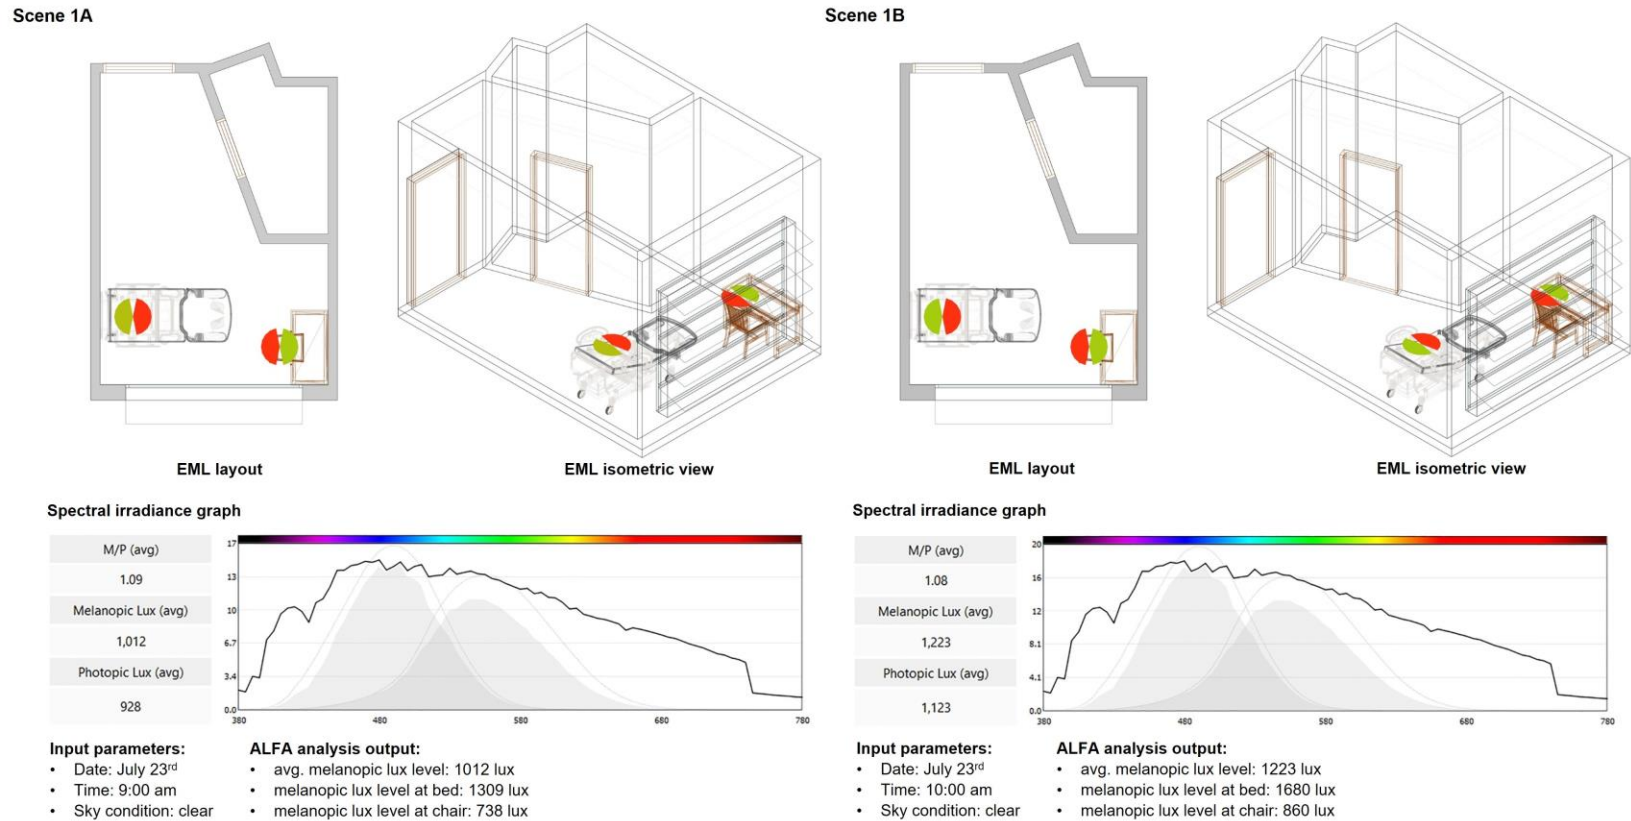 Scene 1A
EML layout
EML isometric view
Spectral irradiance graph
M/P (avg)
1.09
Melanopic Lux (avg)
1,012
Photopic Lux (avg)
928
17
13
10
6.7
3.4
0.0
380
480
580
680
780
Input parameters:
• Date: July 23rd
• Time: 9:00 am
• Sky condition: clear
ALFA analysis output:
• avg. melanopic lux level: 1012 lux
• melanopic lux level at bed: 1309 lux
• melanopic lux level at chair: 738 lux
Scene 1B
EML layout
EML isometric view
Spectral irradiance graph
M/P (avg)
1.08
Melanopic Lux (avg)
1,223
Photopic Lux (avg)
1,123
20
16
12
8.1
4.1
0.0
380
480
580
680
780
Input parameters:
• Date: July 23rd
• Time: 10:00 am
• Sky condition: clear
ALFA analysis output:
• avg. melanopic lux level: 1223 lux
• melanopic lux level at bed: 1680 lux
• melanopic lux level at chair: 860 lux